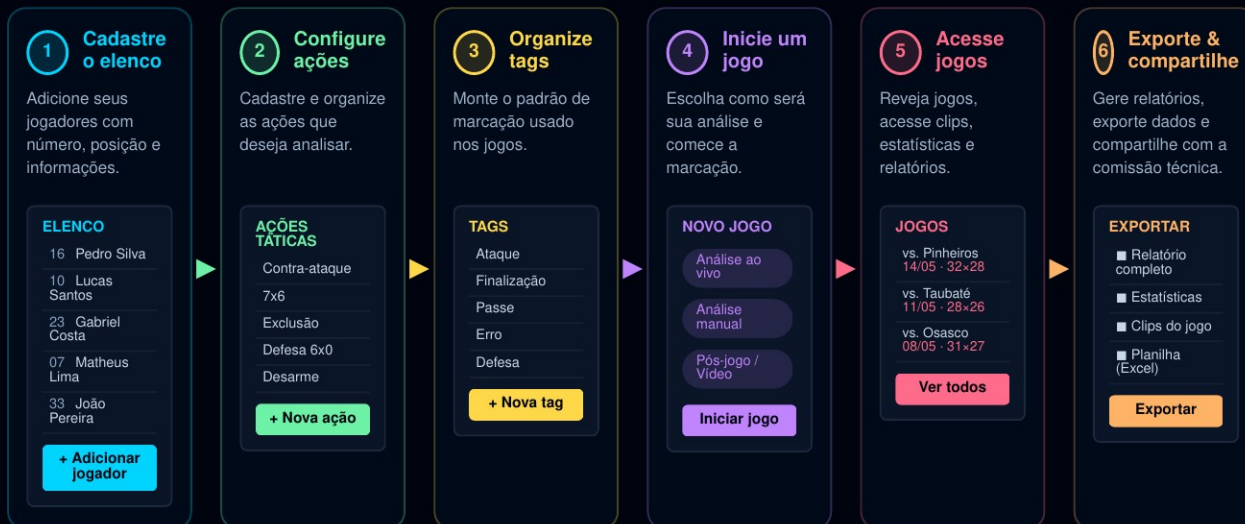 1
Cadastre
o elenco
Adicione seus
jogadores com
número, posição e
informações.
ELENCO
16 Pedro Silva
10 Lucas
Santos
23 Gabriel
Costa
07 Matheus
Lima
33 João
Pereira
+ Adicionar
jogador
2
Configure
ações
Cadastre e organize
as ações que
deseja analisar.
AÇÕES
TÁTICAS
Contra-ataque
7x6
Exclusão
Defesa 6x0
Desarme
+ Nova ação
3
Organize
tags
Monte o padrão de
marcação usado
nos jogos.
TAGS
Ataque
Finalização
Passe
Erro
Defesa
+ Nova tag
4
Inicie um
jogo
Escolha como será
sua análise e
comece a
marcação.
NOVO JOGO
Análise ao
vivo
Análise
manual
Pós-jogo /
Vídeo
Iniciar jogo
5
Acesse
jogos
Reveja jogos,
acesse clips,
estatísticas e
relatórios.
JOGOS
vs. Pinheiros
14/05 · 32×28
vs. Taubaté
11/05 · 28×26
vs. Osasco
08/05 · 31×27
Ver todos
6
Exporte &
compartilhe
Gere relatórios,
exporte dados e
compartilhe com a
comissão técnica.
EXPORTAR
■ Relatório
completo
■ Estatísticas
■ Clips do jogo
■ Planilha
(Excel)
Exportar